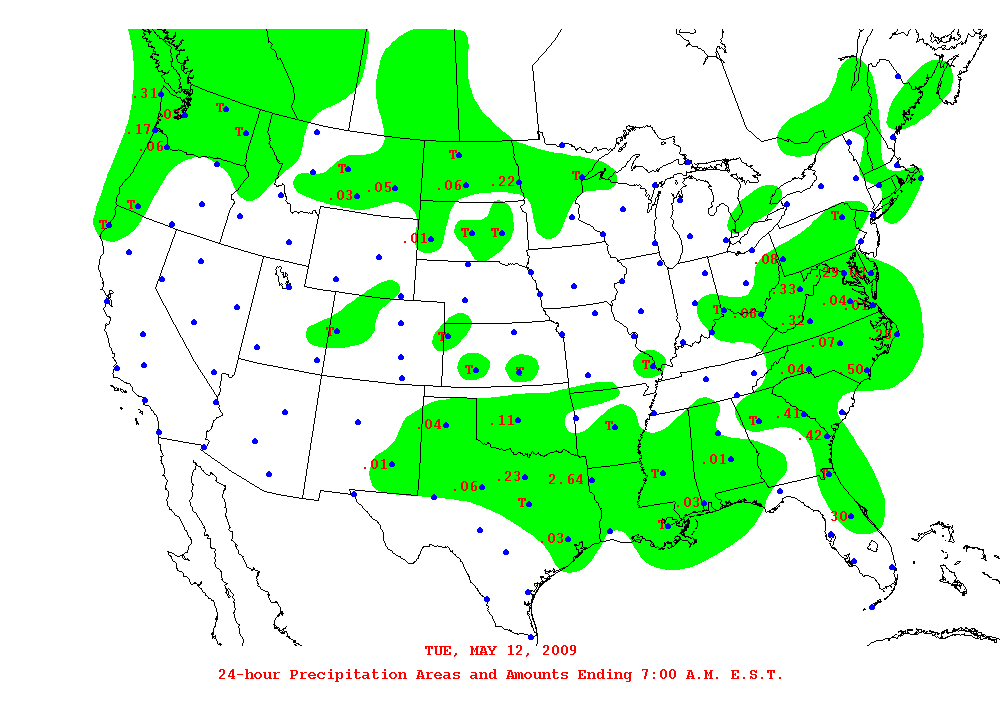 .31
T
.17
T
.06
T
T
.22
T
.03
.05
.06
T
T
T
T
.01
T
T
.08
.29
.33
.04
.01
T
.08
.32
T
T
.07
T
T
.04
.50
.04
.11
T
T
.41
.42
.01
.01
T
T
.23
2.64
.06
T
.03
T
.30
.03
TUE, MAY 12, 2009
24-hour Precipitation Areas and Amounts Ending 7:00 A.M. E.S.T.